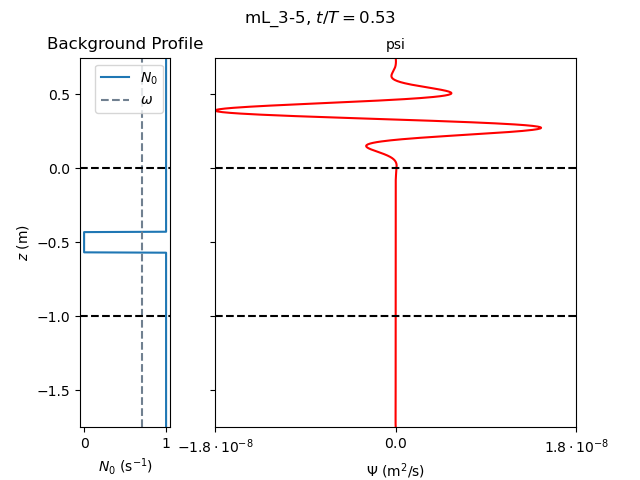 mL_3-5, t/T = 0.53
Background Profile
psi
N₀
ω
0.5
0.0
−0.5
−1.0
−1.5
z (m)
0
1
−1.8 · 10⁻⁸
0.0
1.8 · 10⁻⁸
N₀ (s⁻¹)
Ψ (m²/s)